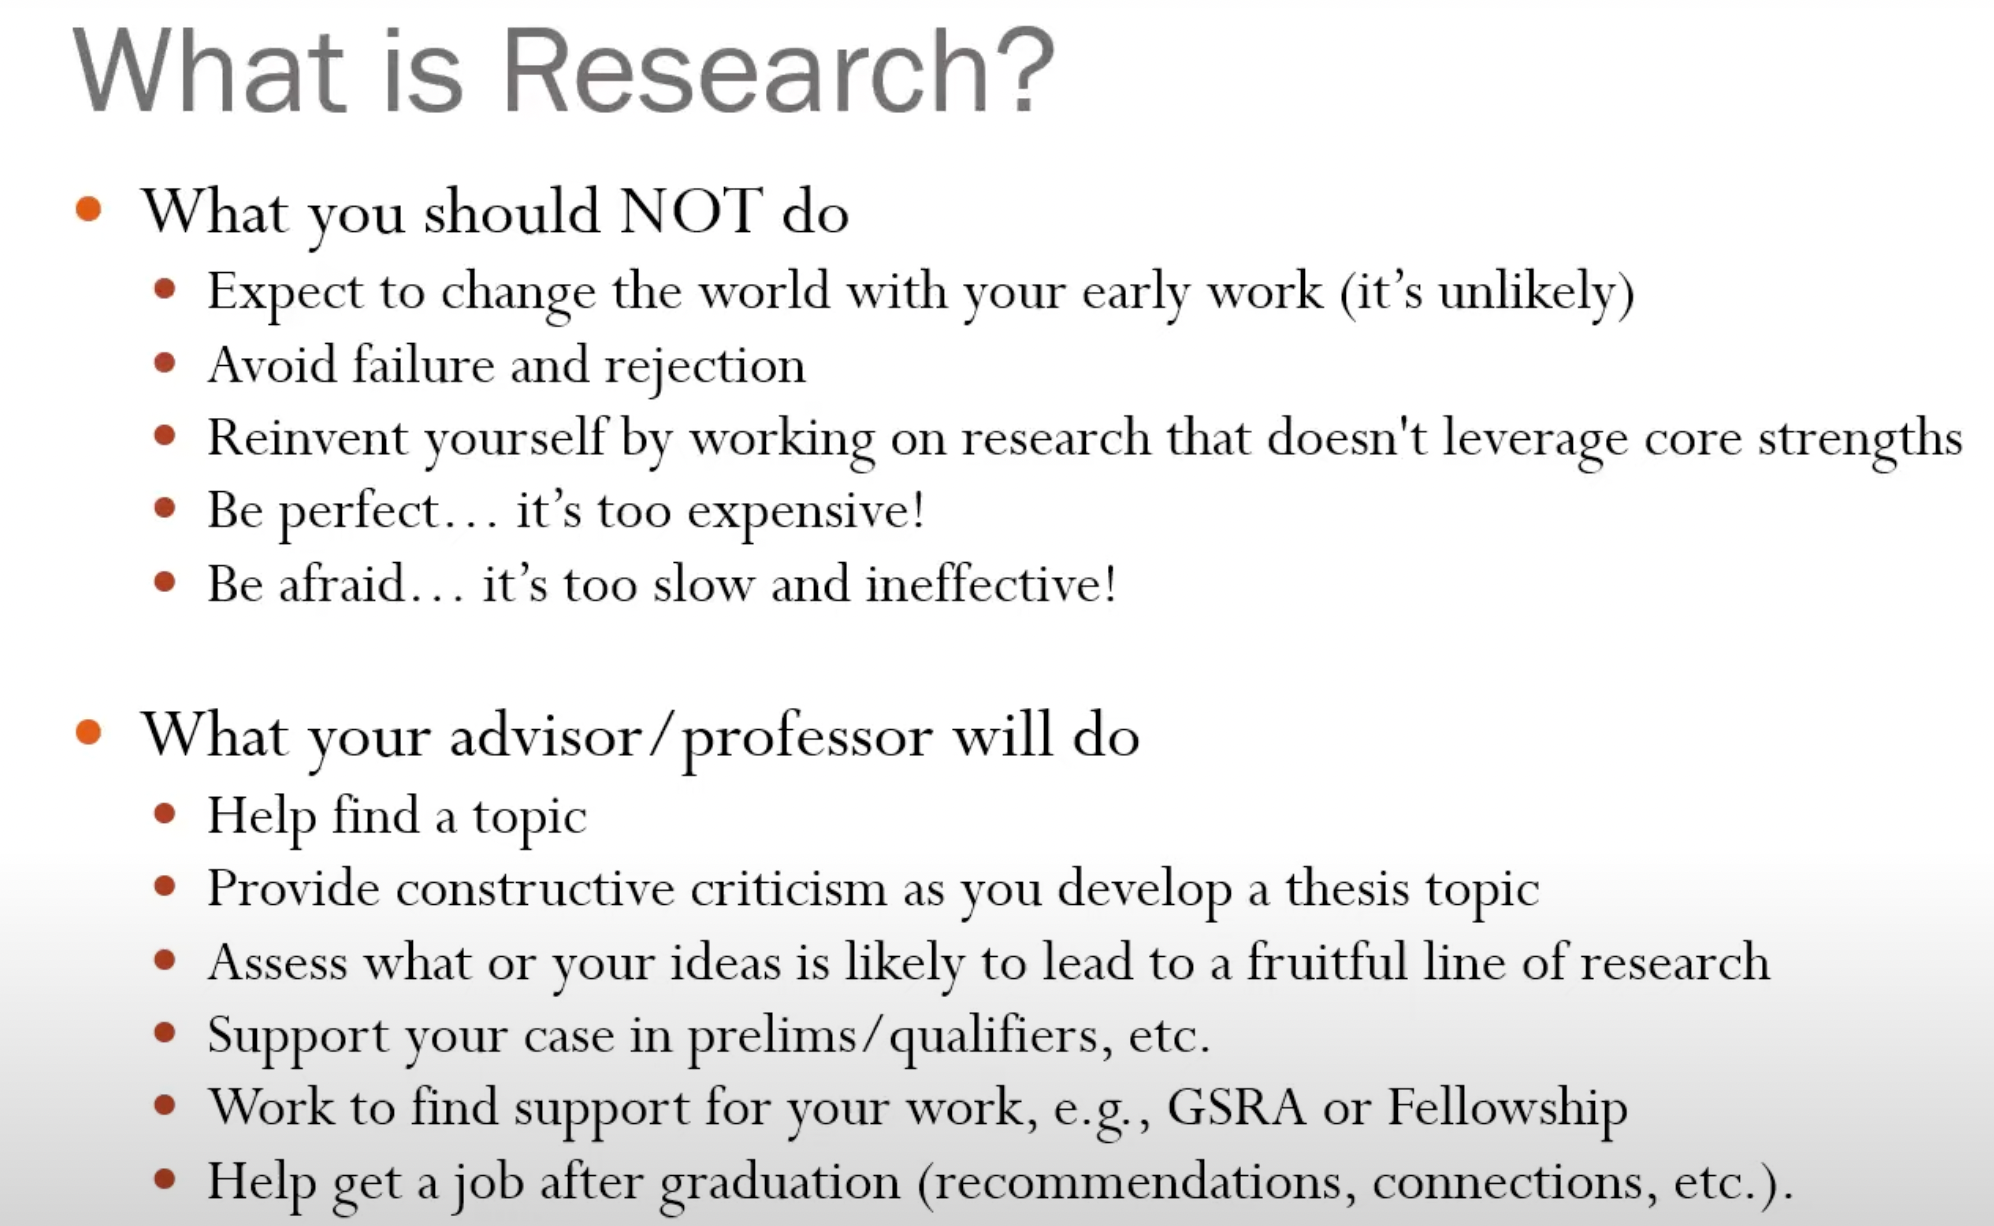 What is Research?
What you should NOT do
Expect to change the world with your early work (it’s unlikely)
Avoid failure and rejection
Reinvent yourself by working on research that doesn't leverage core strengths
Be perfect… it’s too expensive!
Be afraid… it’s too slow and ineffective!
What your advisor/professor will do
Help find a topic
Provide constructive criticism as you develop a thesis topic
Assess what or your ideas is likely to lead to a fruitful line of research
Support your case in prelims/qualifiers, etc.
Work to find support for your work, e.g., GSRA or Fellowship
Help get a job after graduation (recommendations, connections, etc.).